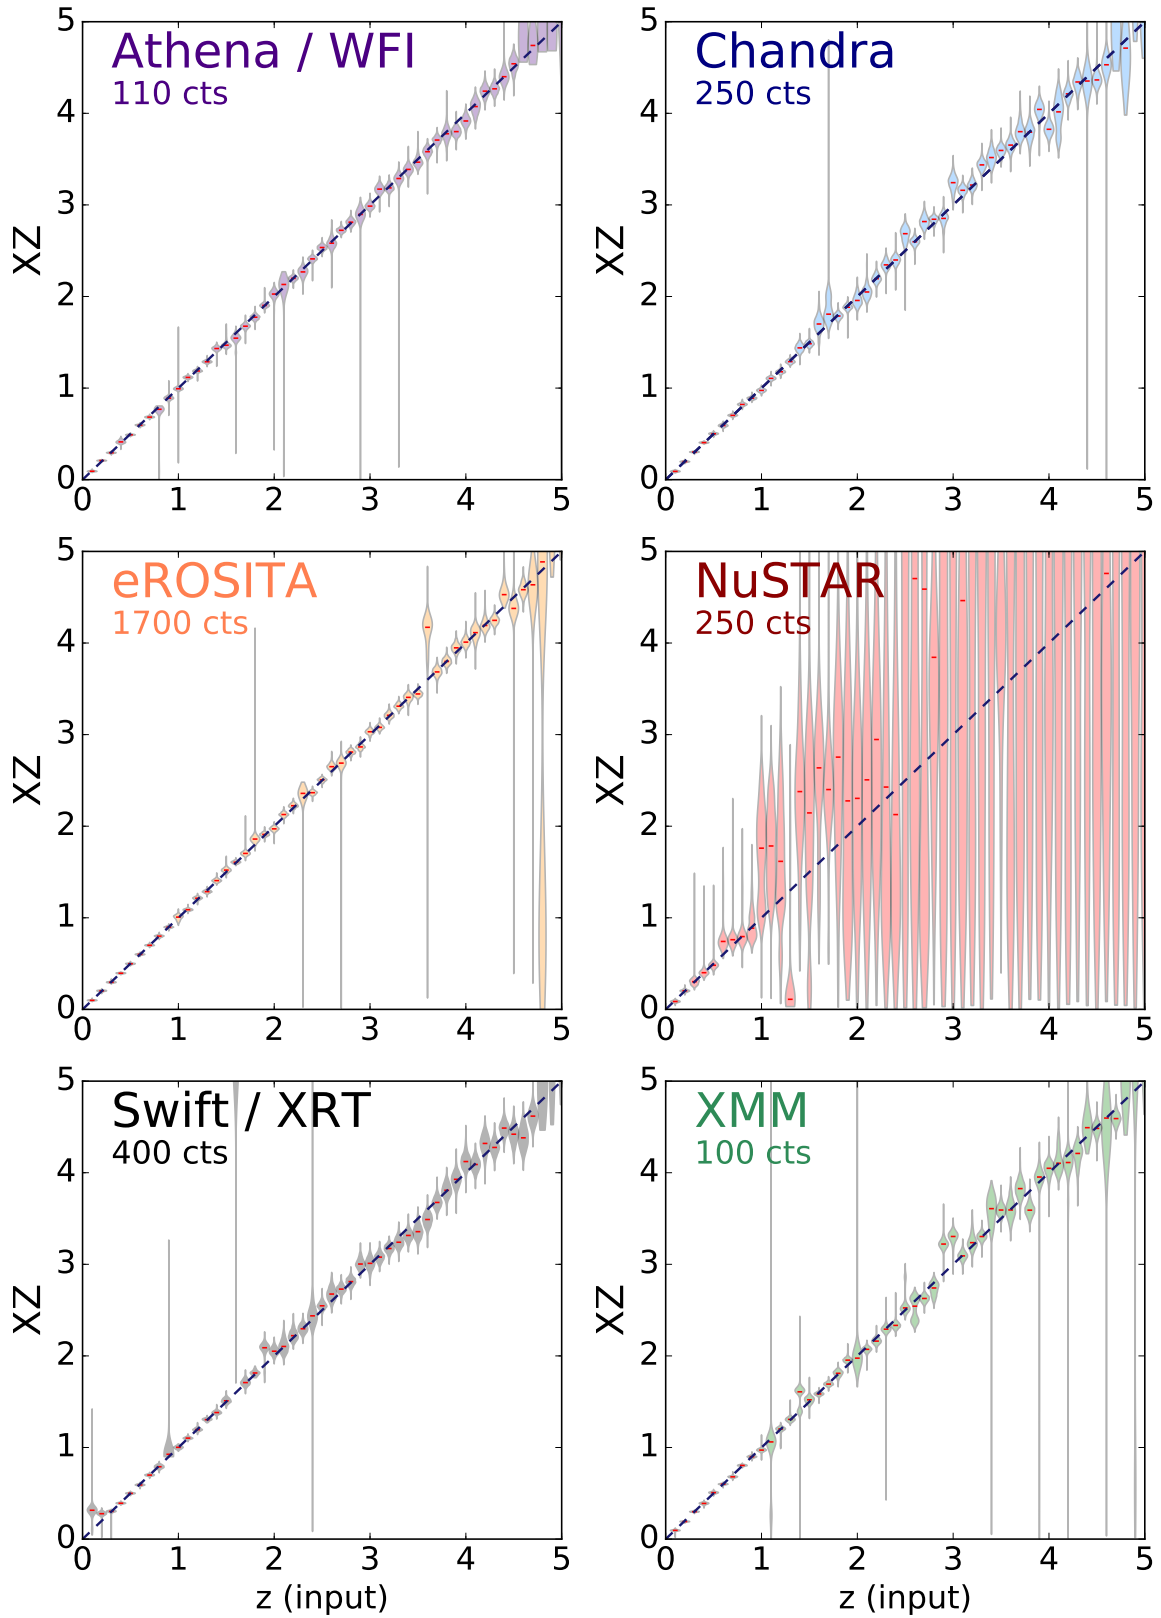 Athena / WFI
110 cts
XZ
5
4
3
2
1
0
0 1 2 3 4 5
Chandra
250 cts
XZ
5
4
3
2
1
0
0 1 2 3 4 5
eROSITA
1700 cts
XZ
5
4
3
2
1
0
0 1 2 3 4 5
NuSTAR
250 cts
XZ
5
4
3
2
1
0
0 1 2 3 4 5
Swift / XRT
400 cts
XZ
5
4
3
2
1
0
0 1 2 3 4 5
z (input)
XMM
100 cts
XZ
5
4
3
2
1
0
0 1 2 3 4 5
z (input)